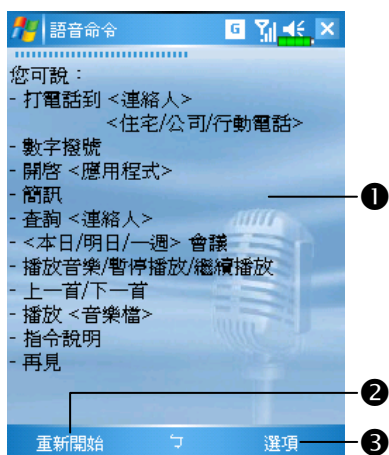 語音命令
G
您可說：
- 打電話到 <連絡人>
<住宅/公司/行動電話>
- 數字撥號
- 開啟 <應用程式>
- 簡訊
- 查詢 <連絡人>
- <本日/明日/一週> 會議
- 播放音樂/暫停播放/繼續播放
- 上一首/下一首
- 播放 <音樂檔>
- 指令說明
- 再見
❶
❷
❸
重新開始
ㄅ
選項